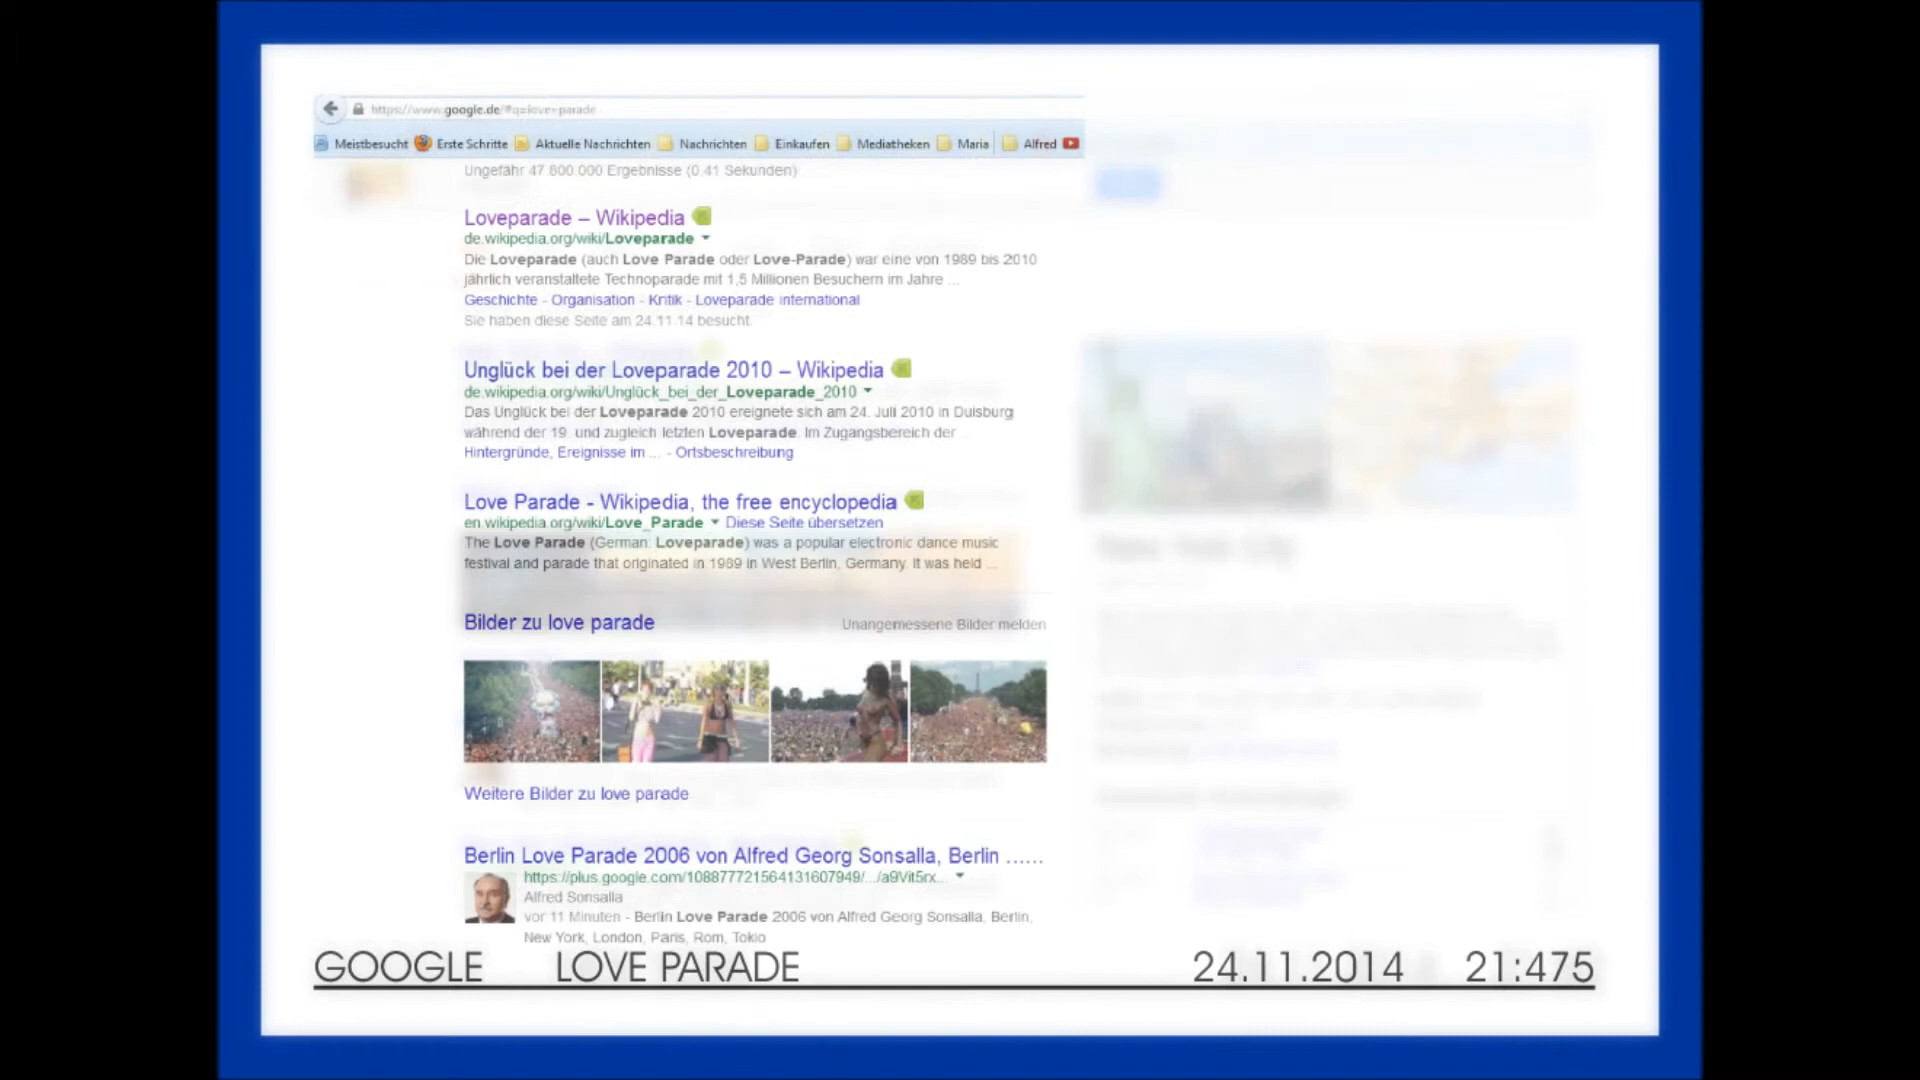 https://www.google.de/#q=love+parade
Meistbesucht Erste Schritte Aktuelle Nachrichten Nachrichten Einkaufen Mediatheken Maria Alfred
Ungefähr 47.600.000 Ergebnisse (0,41 Sekunden)
Loveparade – Wikipedia
de.wikipedia.org/wiki/Loveparade
Die Loveparade (auch Love Parade oder Love-Parade) war eine von 1989 bis 2010
jährlich veranstaltete Technoparade mit 1,5 Millionen Besuchern im Jahre ...
Geschichte - Organisation - Kritik - Loveparade international
Sie haben diese Seite am 24.11.14 besucht.
Unglück bei der Loveparade 2010 – Wikipedia
de.wikipedia.org/wiki/Unglück_bei_der_Loveparade_2010
Das Unglück bei der Loveparade 2010 ereignete sich am 24. Juli 2010 in Duisburg
während der 19. und zugleich letzten Loveparade. Im Zugangsbereich der
Hintergründe, Ereignisse im ... - Ortsbeschreibung
Love Parade - Wikipedia, the free encyclopedia
en.wikipedia.org/wiki/Love_Parade Diese Seite übersetzen
The Love Parade (German: Loveparade) was a popular electronic dance music
festival and parade that originated in 1989 in West Berlin, Germany. It was held ...
Bilder zu love parade Unangemessene Bilder melden
Weitere Bilder zu love parade
Berlin Love Parade 2006 von Alfred Georg Sonsalla, Berlin ......
https://plus.google.com/108877721564131607949/.../a9Vit5rx...
Alfred Sonsalla
vor 11 Minuten - Berlin Love Parade 2006 von Alfred Georg Sonsalla, Berlin,
New York, London, Paris, Rom, Tokio
GOOGLE LOVE PARADE 24.11.2014 21:475
New York City